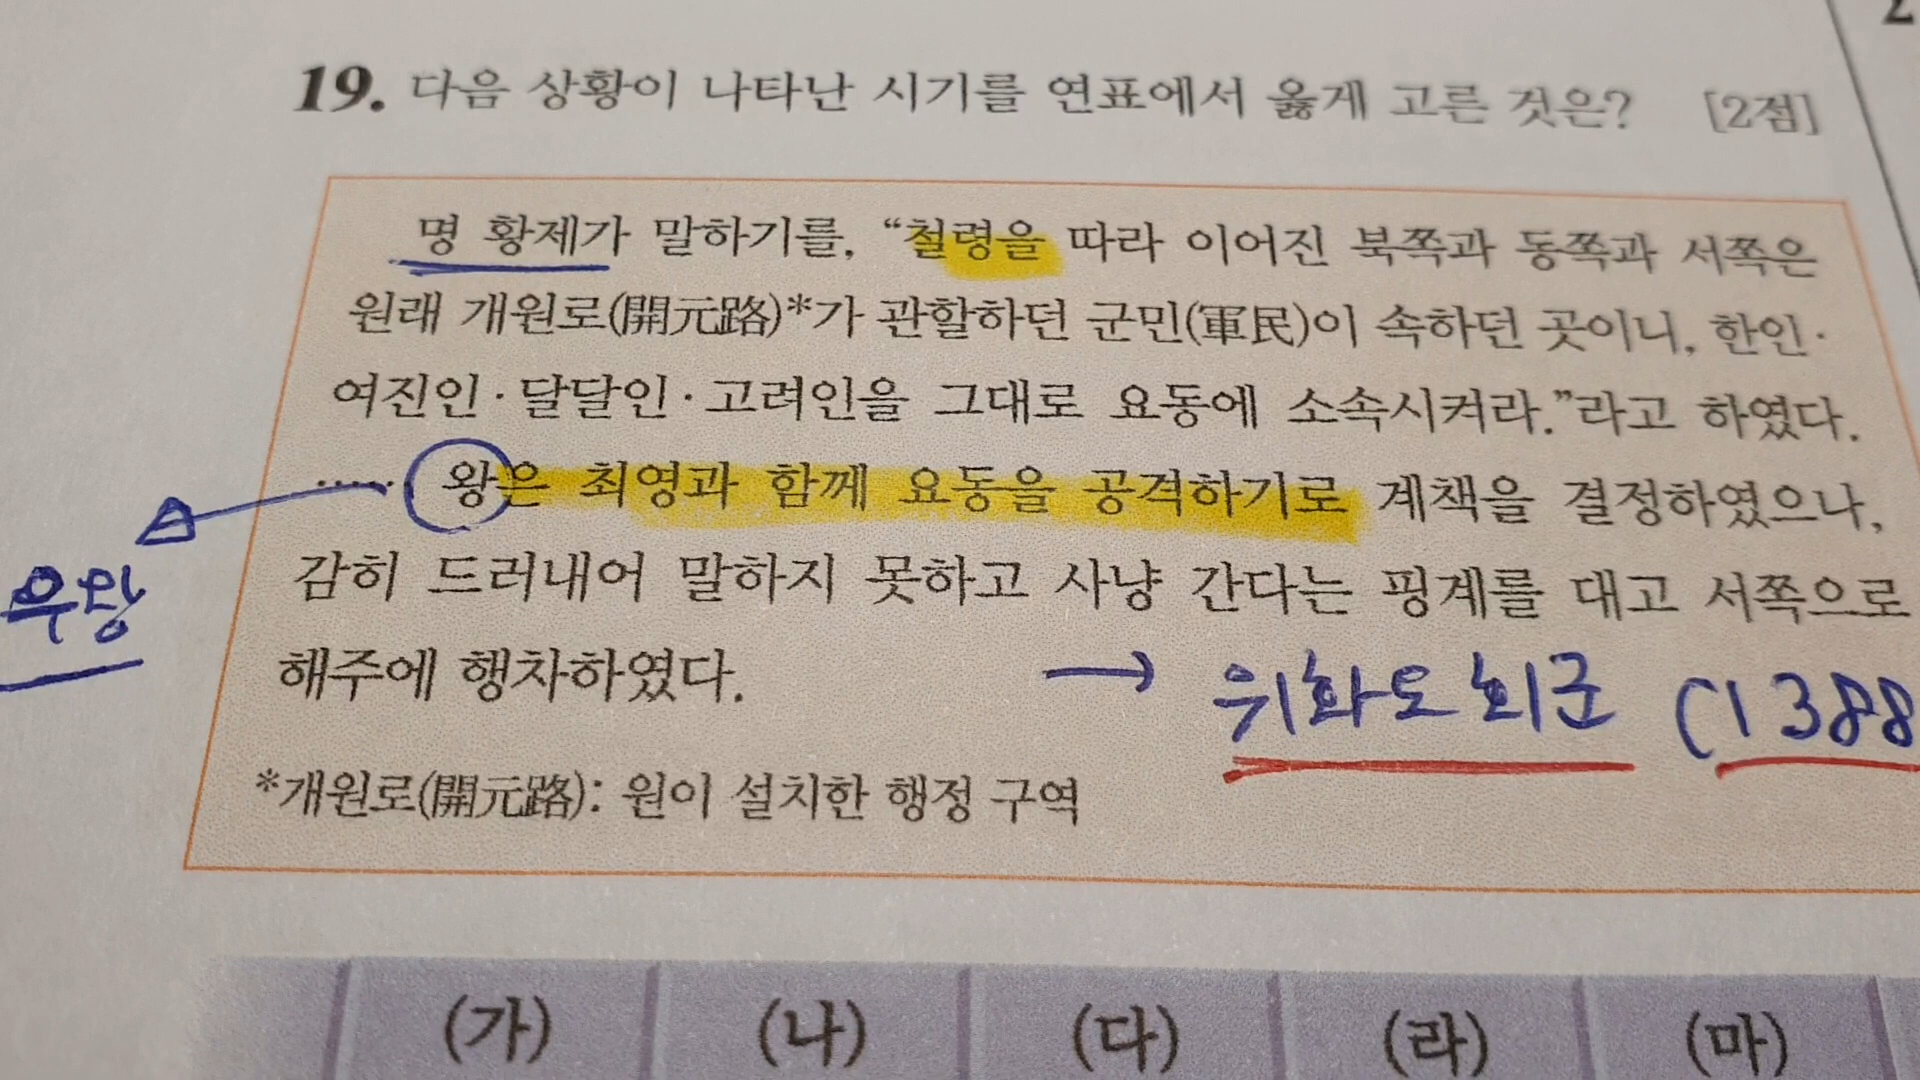 19. 다음 상황이 나타난 시기를 연표에서 옳게 고른 것은? [2점]
명 황제가 말하기를, “철령을 따라 이어진 북쪽과 동쪽과 서쪽은
원래 개원로(開元路)*가 관할하던 군민(軍民)이 속하던 곳이니, 한인·
여진인·달달인·고려인을 그대로 요동에 소속시켜라.”라고 하였다.
…… 왕은 최영과 함께 요동을 공격하기로 계책을 결정하였으나,
감히 드러내어 말하지 못하고 사냥 간다는 핑계를 대고 서쪽으로
우왕
해주에 행차하였다.
→ 위화도 회군 (1388
*개원로(開元路): 원이 설치한 행정 구역
(가) (나) (다) (라) (마)